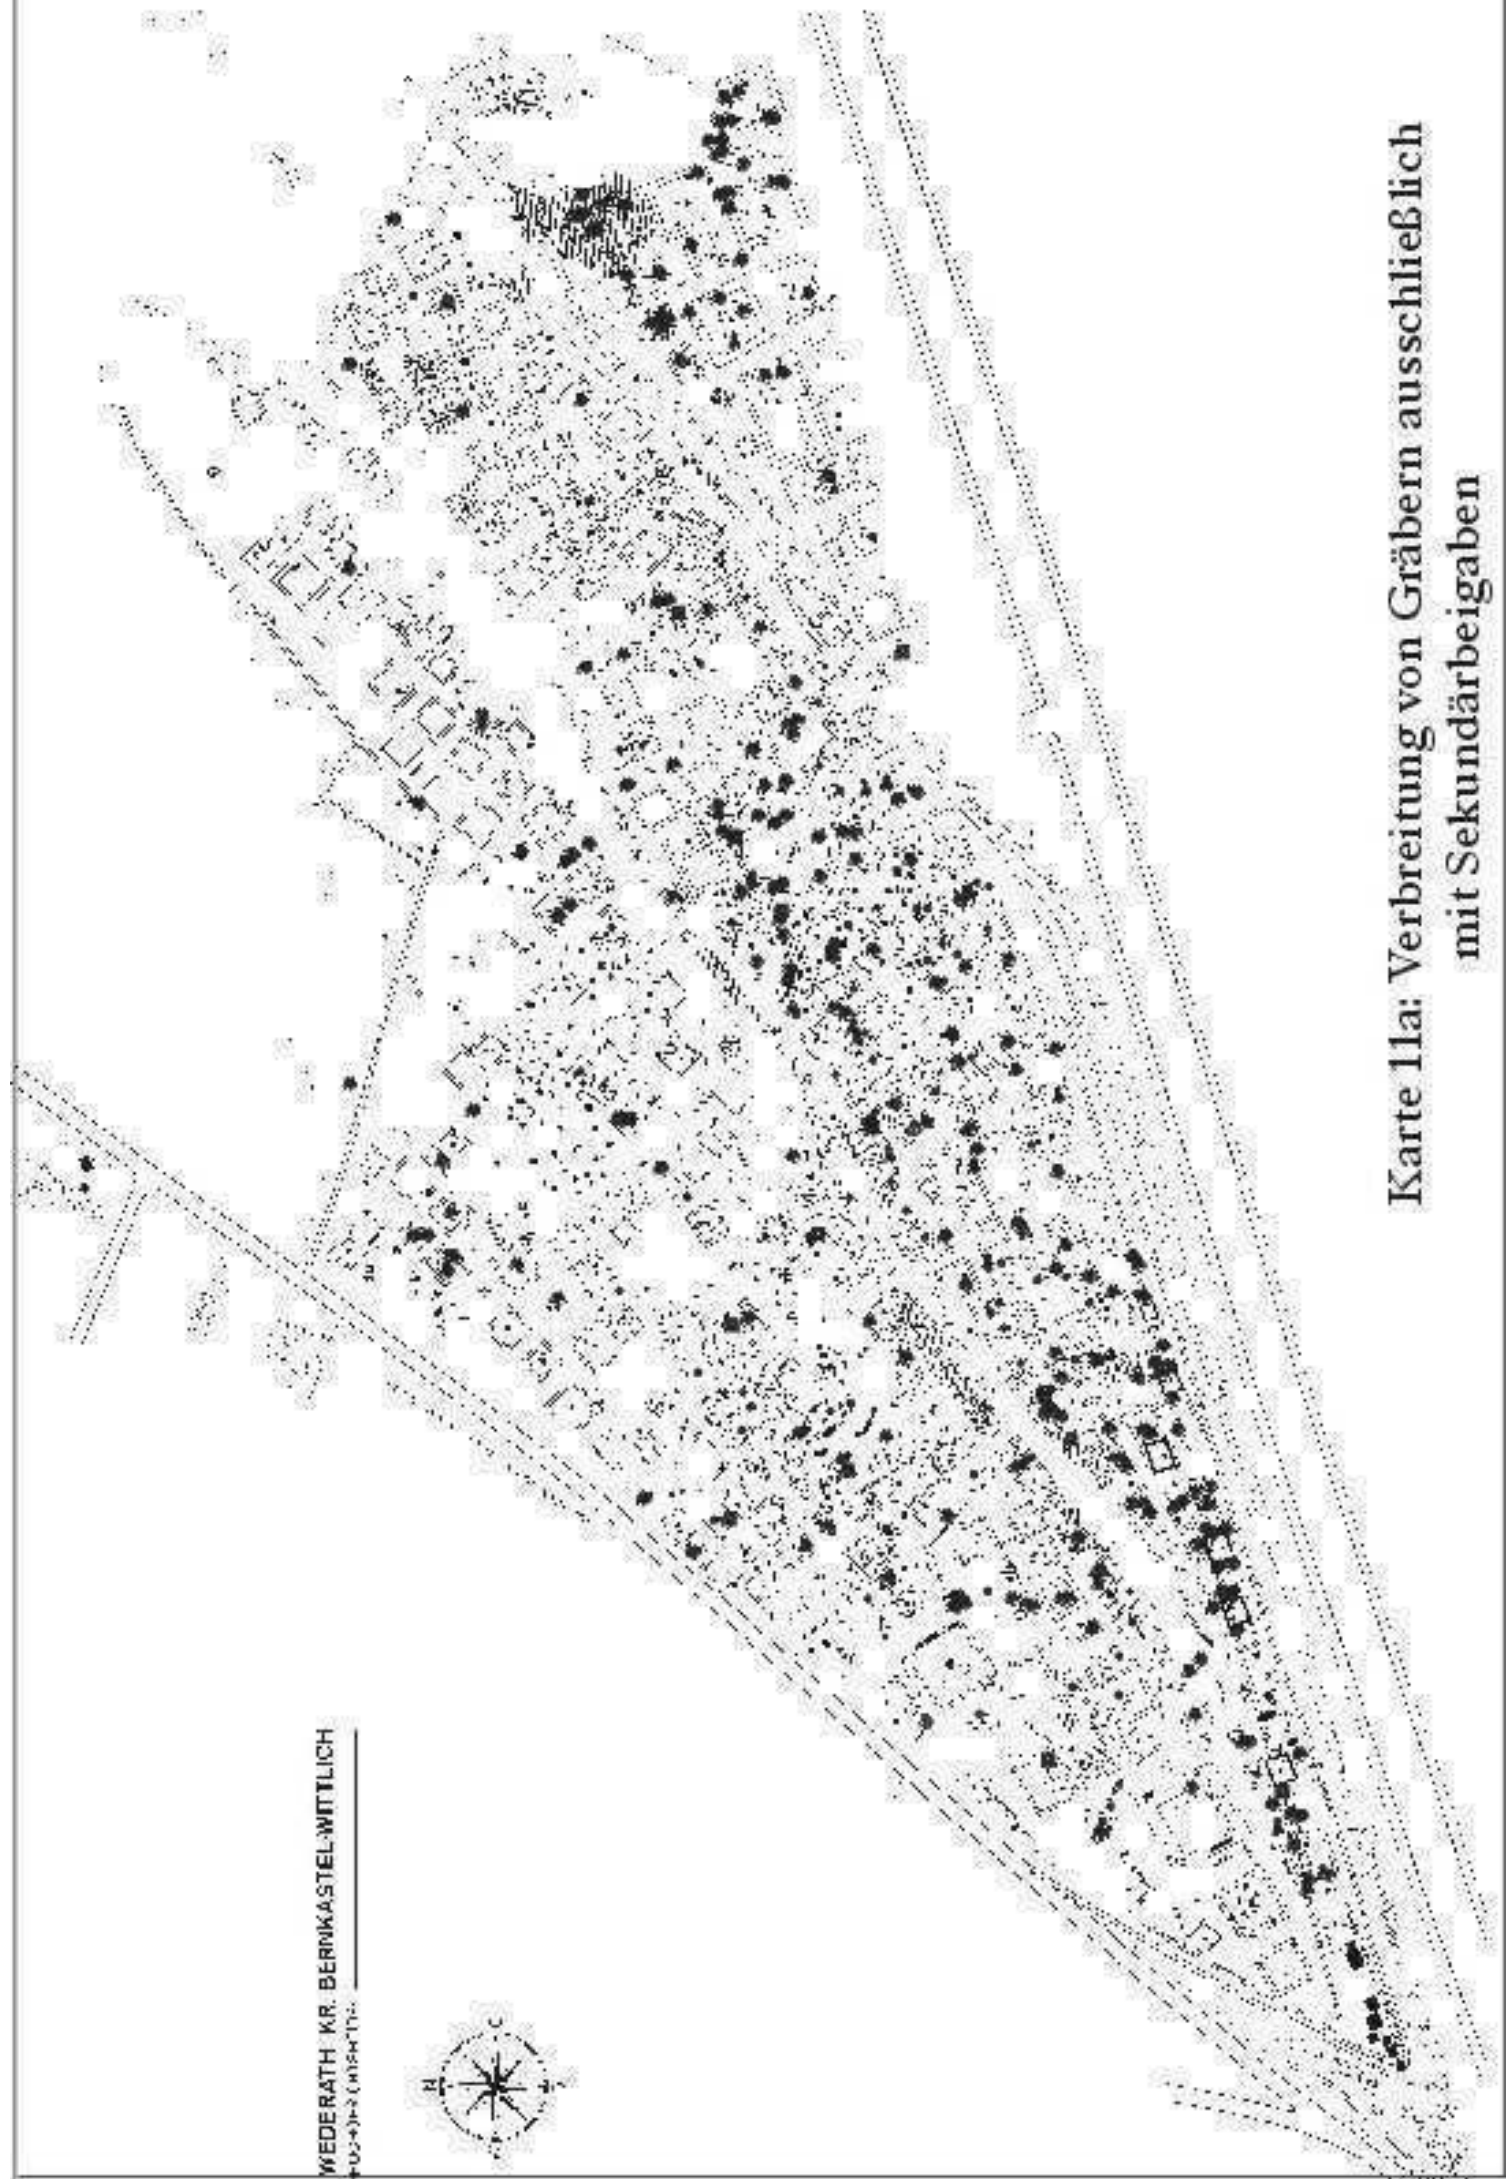 WEDERATH KR. BERNKASTEL-WITTLICH
N
Karte 11a: Verbreitung von Gräbern ausschließlich
mit Sekundärbeigaben